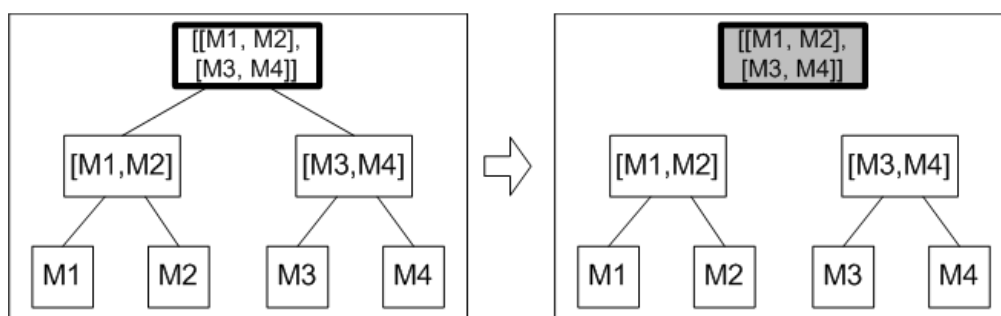 [[M1, M2],
[M3, M4]]
[M1,M2]
[M3,M4]
M1
M2
M3
M4
[[M1, M2],
[M3, M4]]
[M1,M2]
[M3,M4]
M1
M2
M3
M4